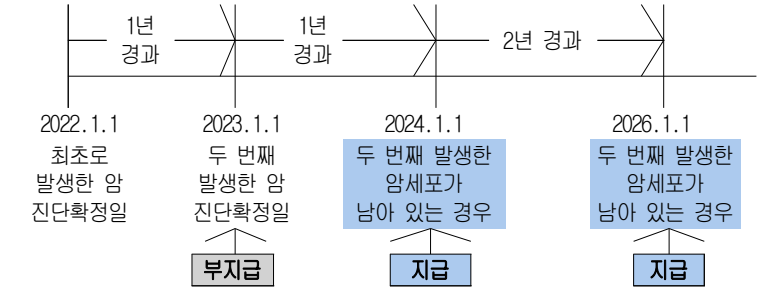 1년
경과
1년
경과
2년 경과
2022.1.1
최초로
발생한 암
진단확정일
2023.1.1
두 번째
발생한 암
진단확정일
부지급
2024.1.1
두 번째 발생한
암세포가
남아 있는 경우
지급
2026.1.1
두 번째 발생한
암세포가
남아 있는 경우
지급